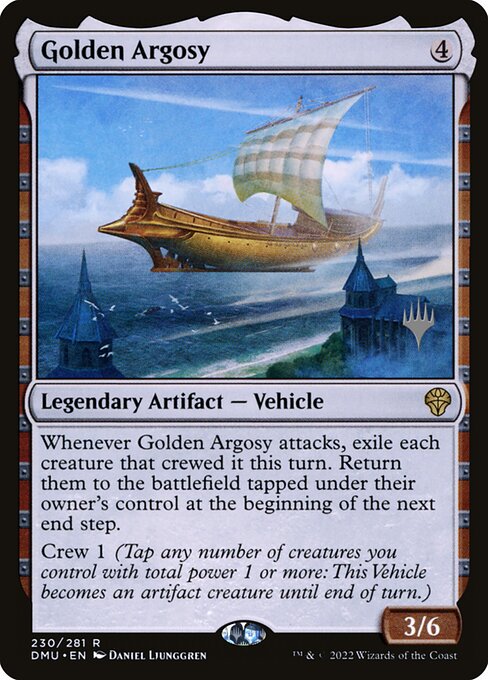 Golden Argosy 4
Legendary Artifact — Vehicle
Whenever Golden Argosy attacks, exile each
creature that crewed it this turn. Return
them to the battlefield tapped under their
owner's control at the beginning of the next
end step.
Crew 1 (Tap any number of creatures you
control with total power 1 or more: This Vehicle
becomes an artifact creature until end of turn.)
3/6
230/281 R
DMU • EN Daniel Ljunggren
™ & © 2022 Wizards of the Coast